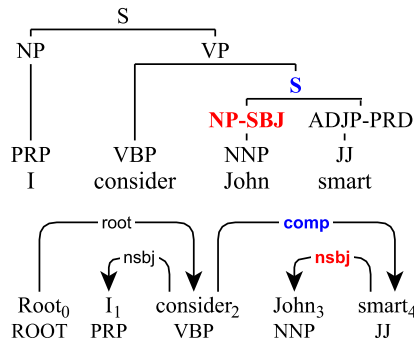 S
NP VP
S
NP-SBJ ADJP-PRD
PRP VBP NNP JJ
I consider John smart
root comp
nsbj nsbj
Root0 I1 consider2 John3 smart4
ROOT PRP VBP NNP JJ